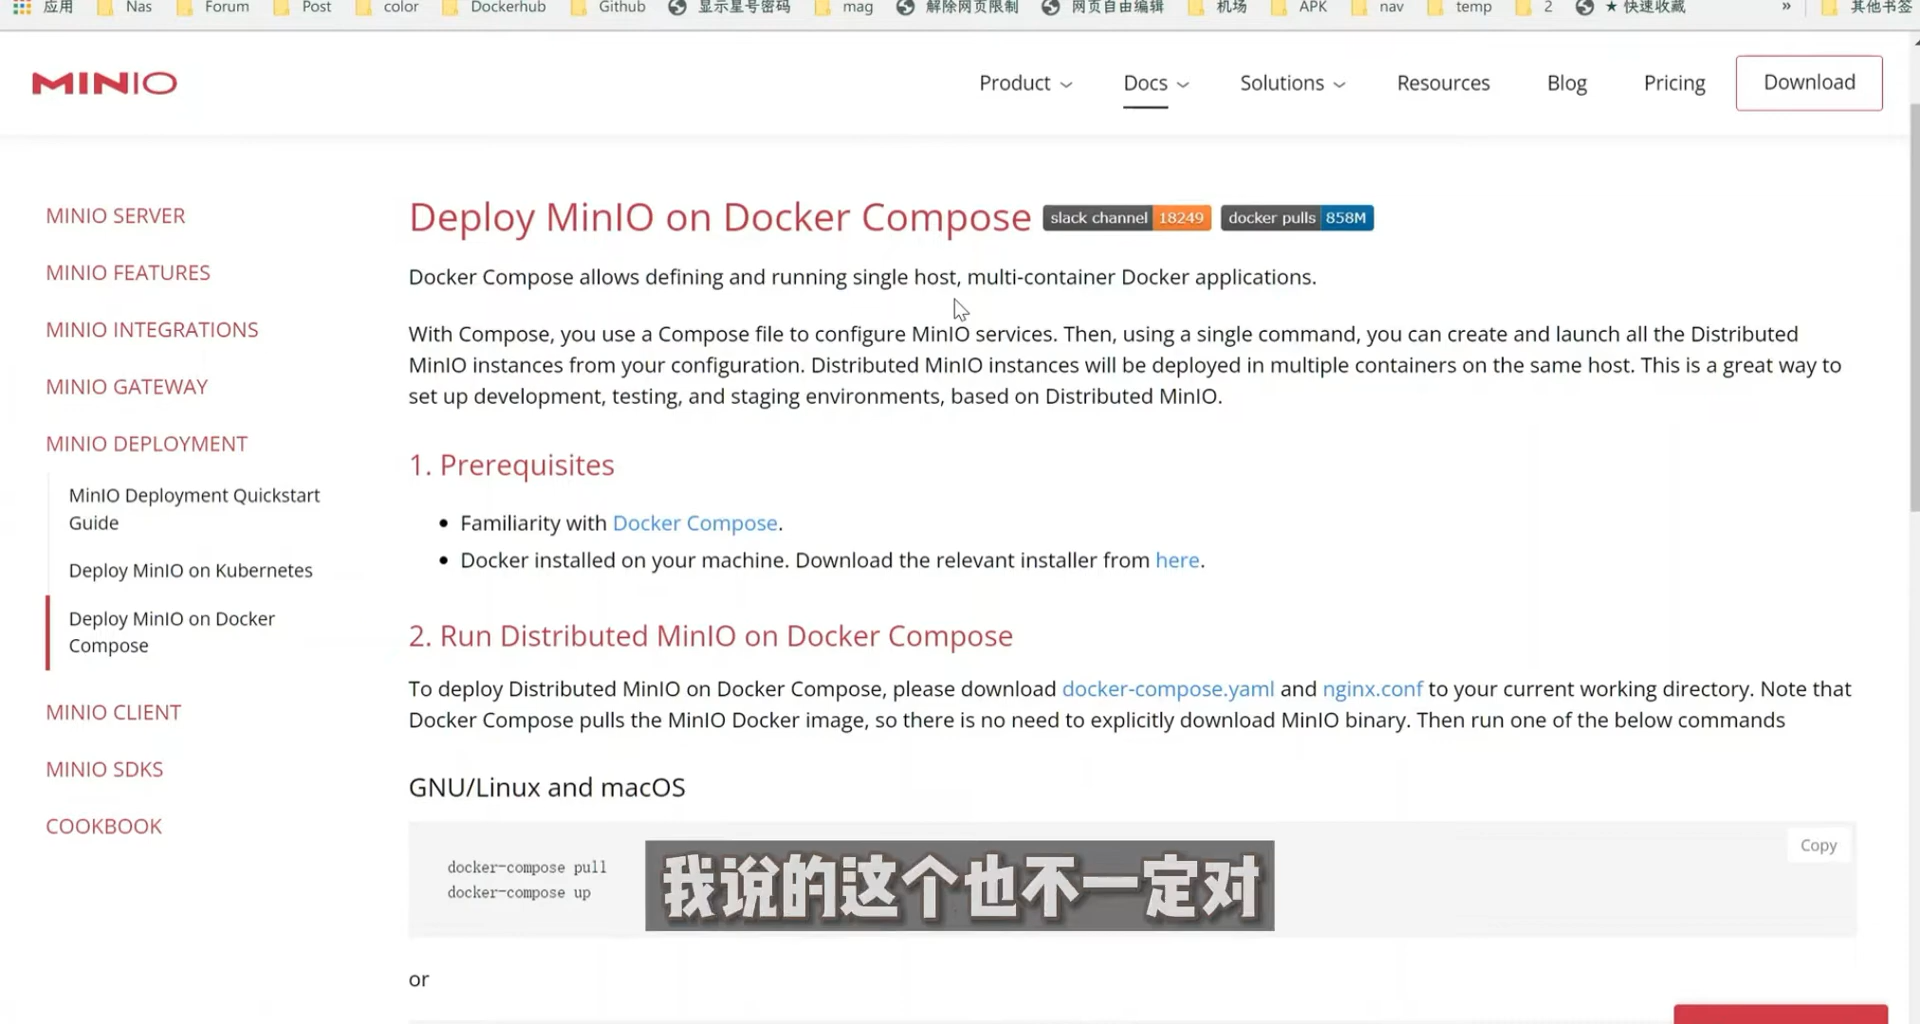 应用 Nas Forum Post color Dockerhub Github 显示星号密码 mag 解除网页限制 网页自由编辑 机场 APK nav temp 2 ★ 快速收藏 » 其他书签
MINIO
Product Docs Solutions Resources Blog Pricing Download
MINIO SERVER
MINIO FEATURES
MINIO INTEGRATIONS
MINIO GATEWAY
MINIO DEPLOYMENT
MinIO Deployment Quickstart
Guide
Deploy MinIO on Kubernetes
Deploy MinIO on Docker
Compose
MINIO CLIENT
MINIO SDKS
COOKBOOK
Deploy MinIO on Docker Compose slack channel 18249 docker pulls 858M
Docker Compose allows defining and running single host, multi-container Docker applications.
With Compose, you use a Compose file to configure MinIO services. Then, using a single command, you can create and launch all the Distributed
MinIO instances from your configuration. Distributed MinIO instances will be deployed in multiple containers on the same host. This is a great way to
set up development, testing, and staging environments, based on Distributed MinIO.
1. Prerequisites
• Familiarity with Docker Compose.
• Docker installed on your machine. Download the relevant installer from here.
2. Run Distributed MinIO on Docker Compose
To deploy Distributed MinIO on Docker Compose, please download docker-compose.yaml and nginx.conf to your current working directory. Note that
Docker Compose pulls the MinIO Docker image, so there is no need to explicitly download MinIO binary. Then run one of the below commands
GNU/Linux and macOS
Copy
docker-compose pull
docker-compose up
我说的这个也不一定对
or